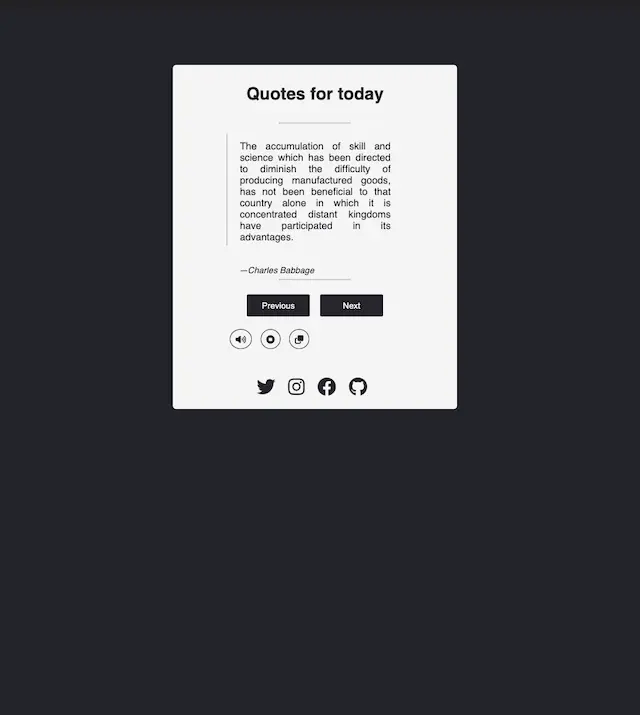 Quotes for today
The accumulation of skill and
science which has been directed
to diminish the difficulty of
producing manufactured goods,
has not been beneficial to that
country alone in which it is
concentrated distant kingdoms
have participated in its
advantages.
—Charles Babbage
Previous Next